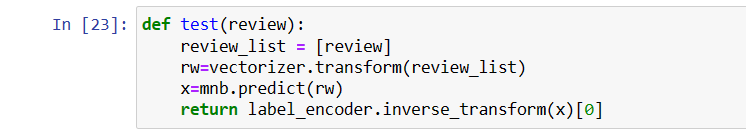 In [23]: def test(review):
    review_list = [review]
    rw=vectorizer.transform(review_list)
    x=mnb.predict(rw)
    return label_encoder.inverse_transform(x)[0]